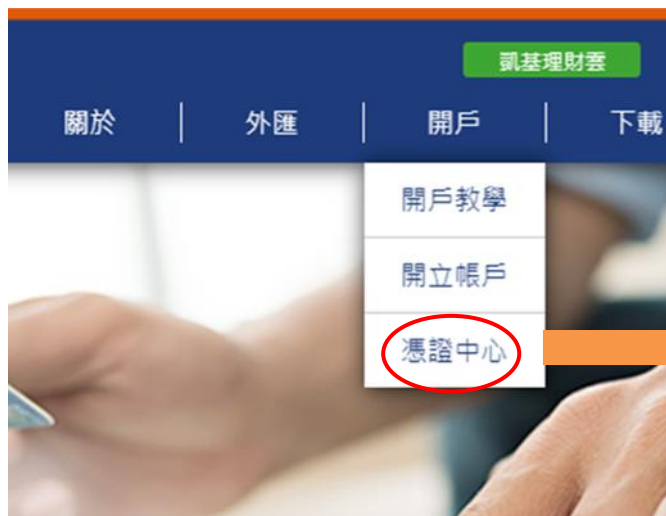 凱基理財雲
關於 | 外匯 | 開戶 | 下載
開戶教學
開立帳戶
憑證中心